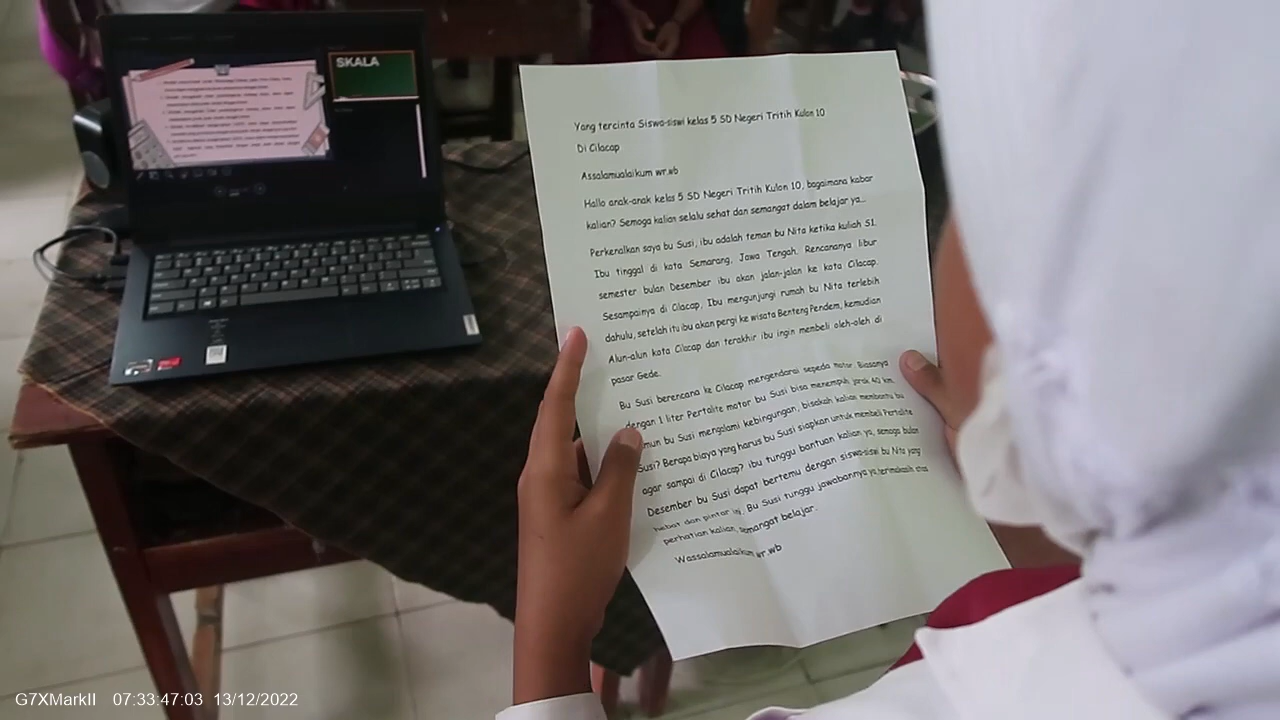 SKALA
Yang tercinta Siswa-siswi kelas 5 SD Negeri Tritih Kulon 10
Di Cilacap
Assalamualaikum wr.wb
Hallo anak-anak kelas 5 SD Negeri Tritih Kulon 10, bagaimana kabar
kalian? Semoga kalian selalu sehat dan semangat dalam belajar ya...
Perkenalkan saya bu Susi, ibu adalah teman bu Nita ketika kuliah S1.
Ibu tinggal di kota Semarang, Jawa Tengah. Rencananya libur
semester bulan Desember ibu akan jalan-jalan ke kota Cilacap.
Sesampainya di Cilacap, Ibu mengunjungi rumah bu Nita terlebih
dahulu, setelah itu ibu akan pergi ke wisata Benteng Pendem, kemudian
Alun-alun kota Cilacap dan terakhir ibu ingin membeli oleh-oleh di
pasar Gede.
Bu Susi berencana ke Cilacap mengendarai sepeda motor. Biasanya
dengan 1 liter Pertalite motor bu Susi bisa menempuh jarak 40 km.
mun bu Susi mengalami kebingungan, bisakah kalian membantu bu
Susi? Berapa biaya yang harus bu Susi siapkan untuk membeli Pertalite
agar sampai di Cilacap? ibu tunggu bantuan kalian ya, semoga bulan
Desember bu Susi dapat bertemu dengan siswa-siswi bu Nita yang
hebat dan pintar ini. Bu Susi tunggu jawabannya ya, terimakasih atas
perhatian kalian, semangat belajar.
Wassalamualaikum wr.wb
G7XMarkII 07:33:47:03 13/12/2022